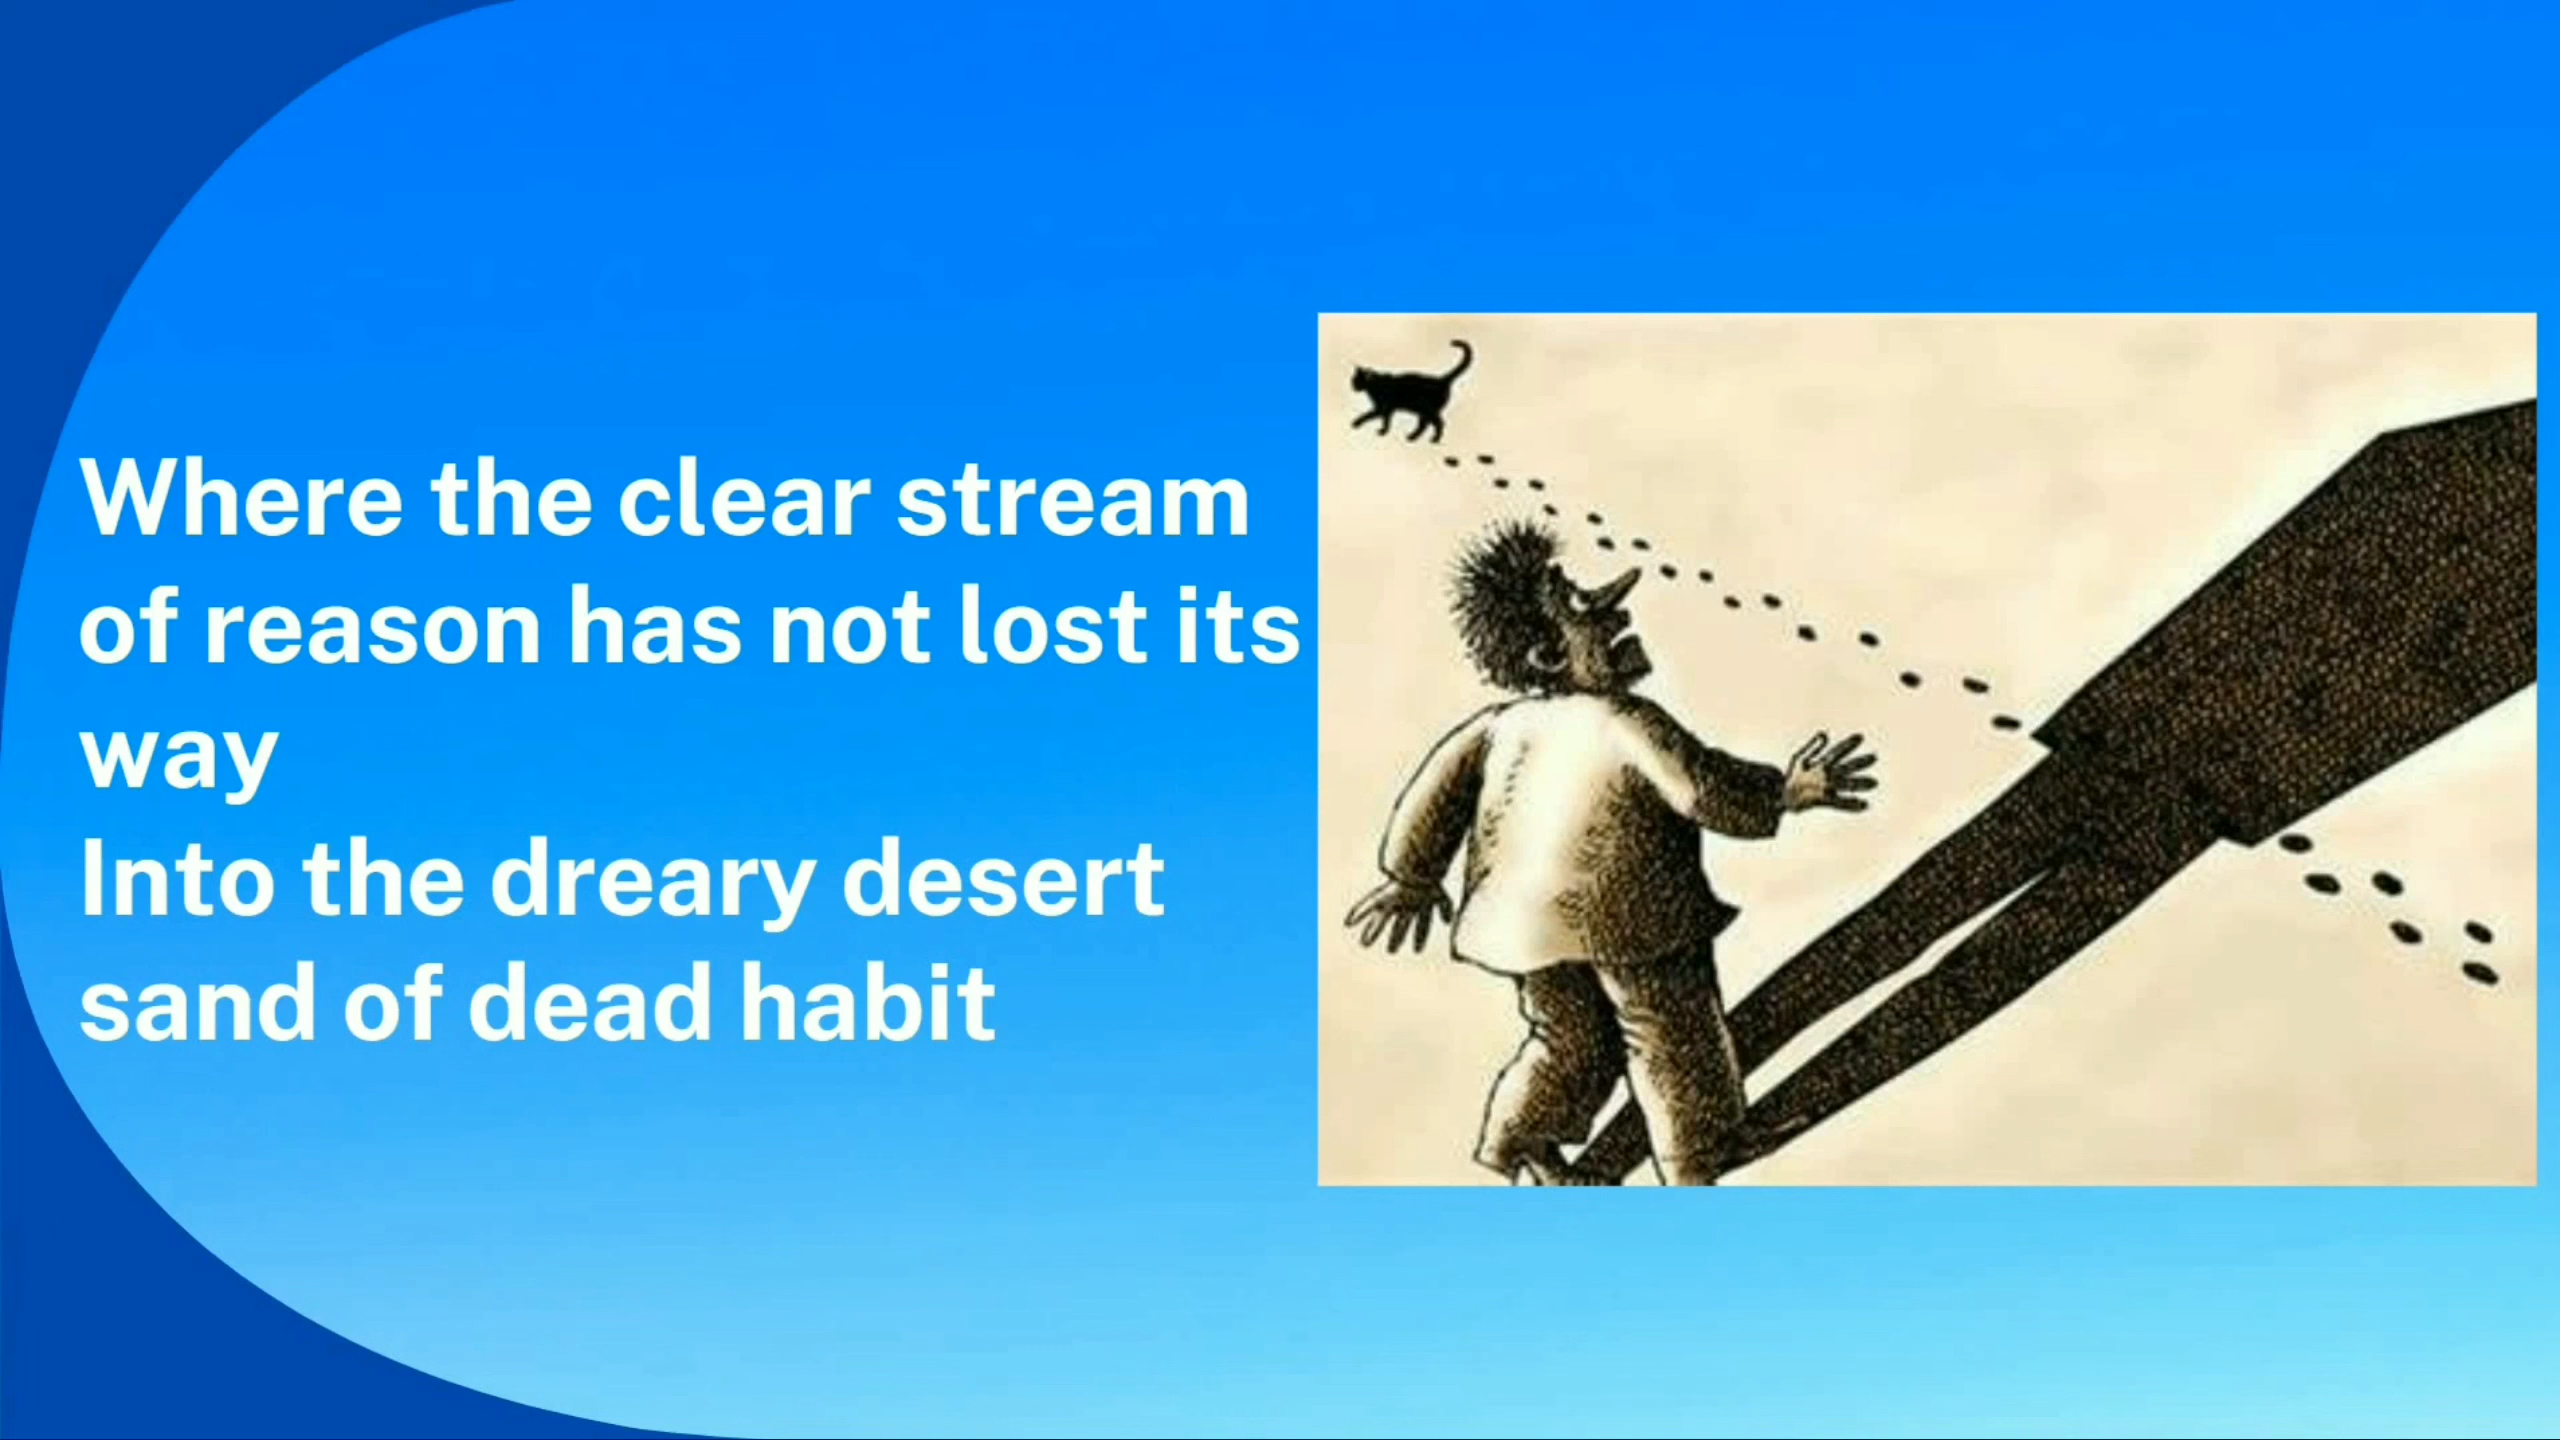 Where the clear stream
of reason has not lost its
way
Into the dreary desert
sand of dead habit